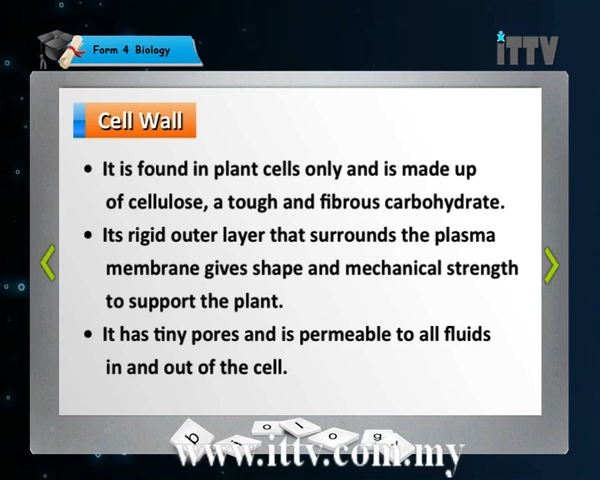 Form 4 Biology
iTTV
Cell Wall
• It is found in plant cells only and is made up
of cellulose, a tough and fibrous carbohydrate.
• Its rigid outer layer that surrounds the plasma
membrane gives shape and mechanical strength
to support the plant.
• It has tiny pores and is permeable to all fluids
in and out of the cell.
b i o l o g y
www.ittv.com.my